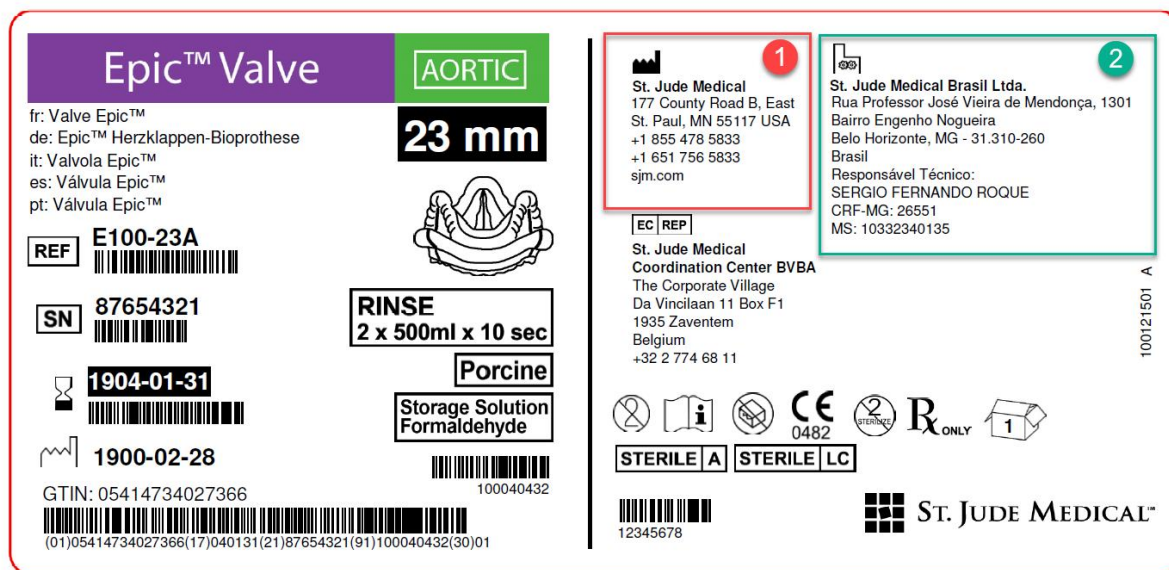 Epic™ Valve
AORTIC
fr: Valve Epic™
de: Epic™ Herzklappen-Bioprothese
it: Valvola Epic™
es: Válvula Epic™
pt: Válvula Epic™
23 mm
REF
E100-23A
SN
87654321
RINSE
2 x 500ml x 10 sec
1904-01-31
Porcine
Storage Solution
Formaldehyde
1900-02-28
100040432
GTIN: 05414734027366
(01)05414734027366(17)040131(21)87654321(91)100040432(30)01
1
St. Jude Medical
177 County Road B, East
St. Paul, MN 55117 USA
+1 855 478 5833
+1 651 756 5833
sjm.com
2
St. Jude Medical Brasil Ltda.
Rua Professor José Vieira de Mendonça, 1301
Bairro Engenho Nogueira
Belo Horizonte, MG - 31.310-260
Brasil
Responsável Técnico:
SERGIO FERNANDO ROQUE
CRF-MG: 26551
MS: 10332340135
EC REP
St. Jude Medical
Coordination Center BVBA
The Corporate Village
Da Vincilaan 11 Box F1
1935 Zaventem
Belgium
+32 2 774 68 11
100121501 A
2
i
CE
0482
2
STERILIZE
Rx ONLY
1
STERILE A
STERILE LC
12345678
ST. JUDE MEDICAL™